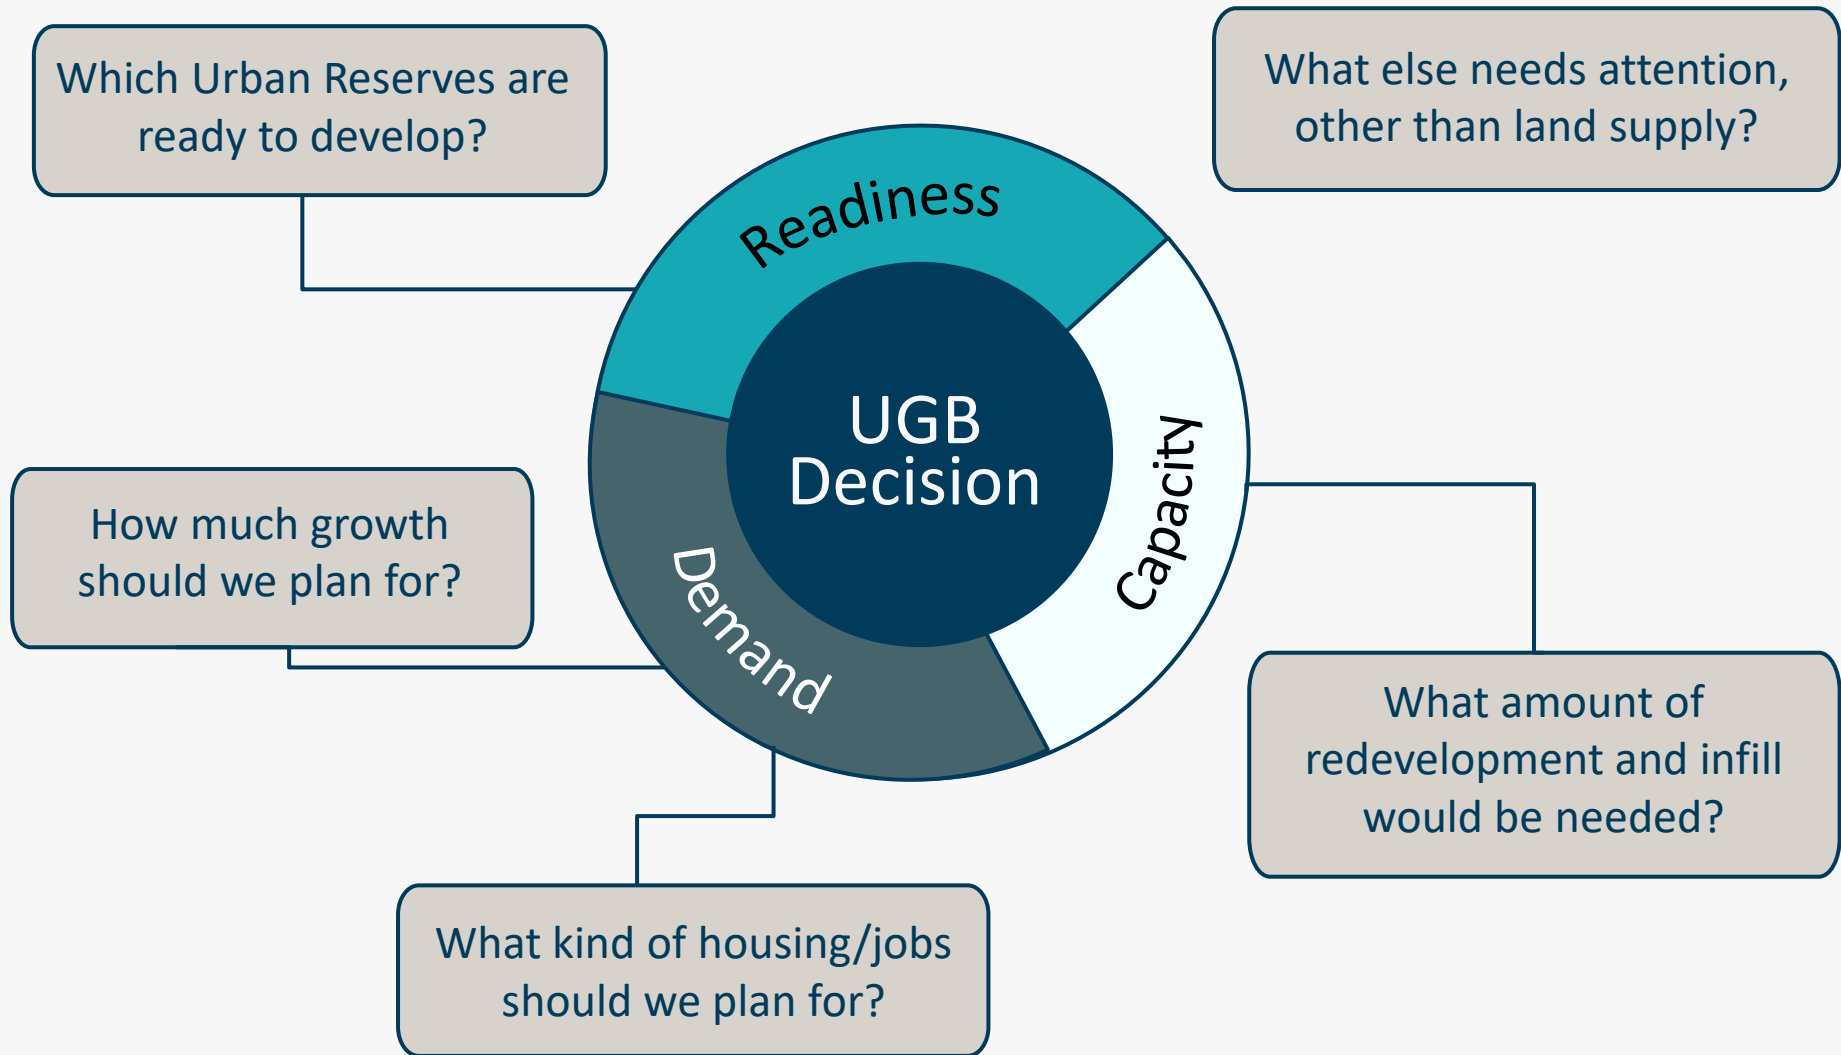 Which Urban Reserves are
ready to develop?
What else needs attention,
other than land supply?
Readiness
UGB
Decision
Capacity
Demand
How much growth
should we plan for?
What amount of
redevelopment and infill
would be needed?
What kind of housing/jobs
should we plan for?